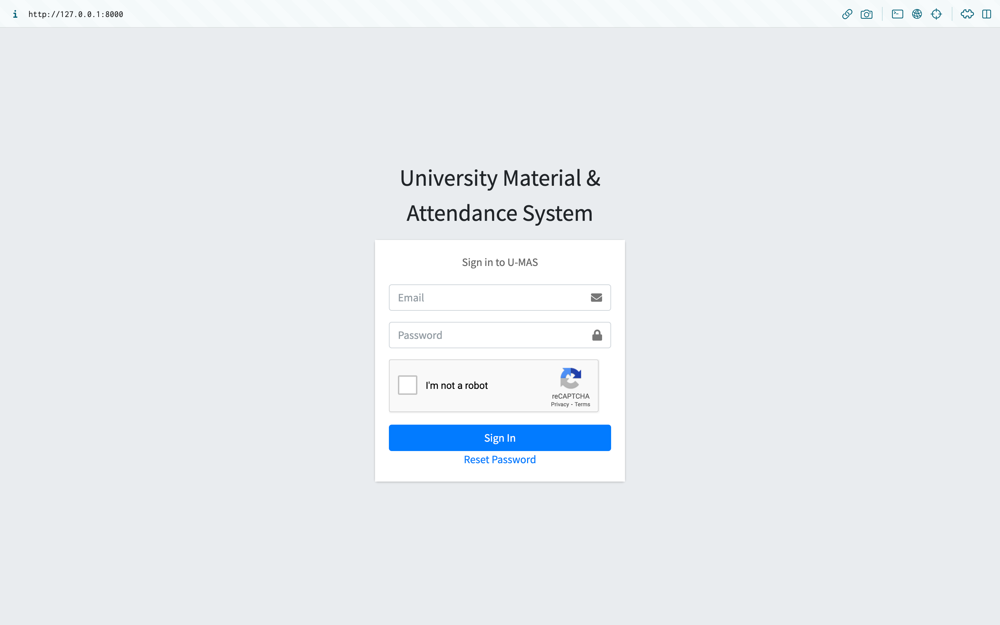 http://127.0.0.1:8000
University Material &
Attendance System
Sign in to U-MAS
Email
Password
I'm not a robot
reCAPTCHA
Privacy - Terms
Sign In
Reset Password